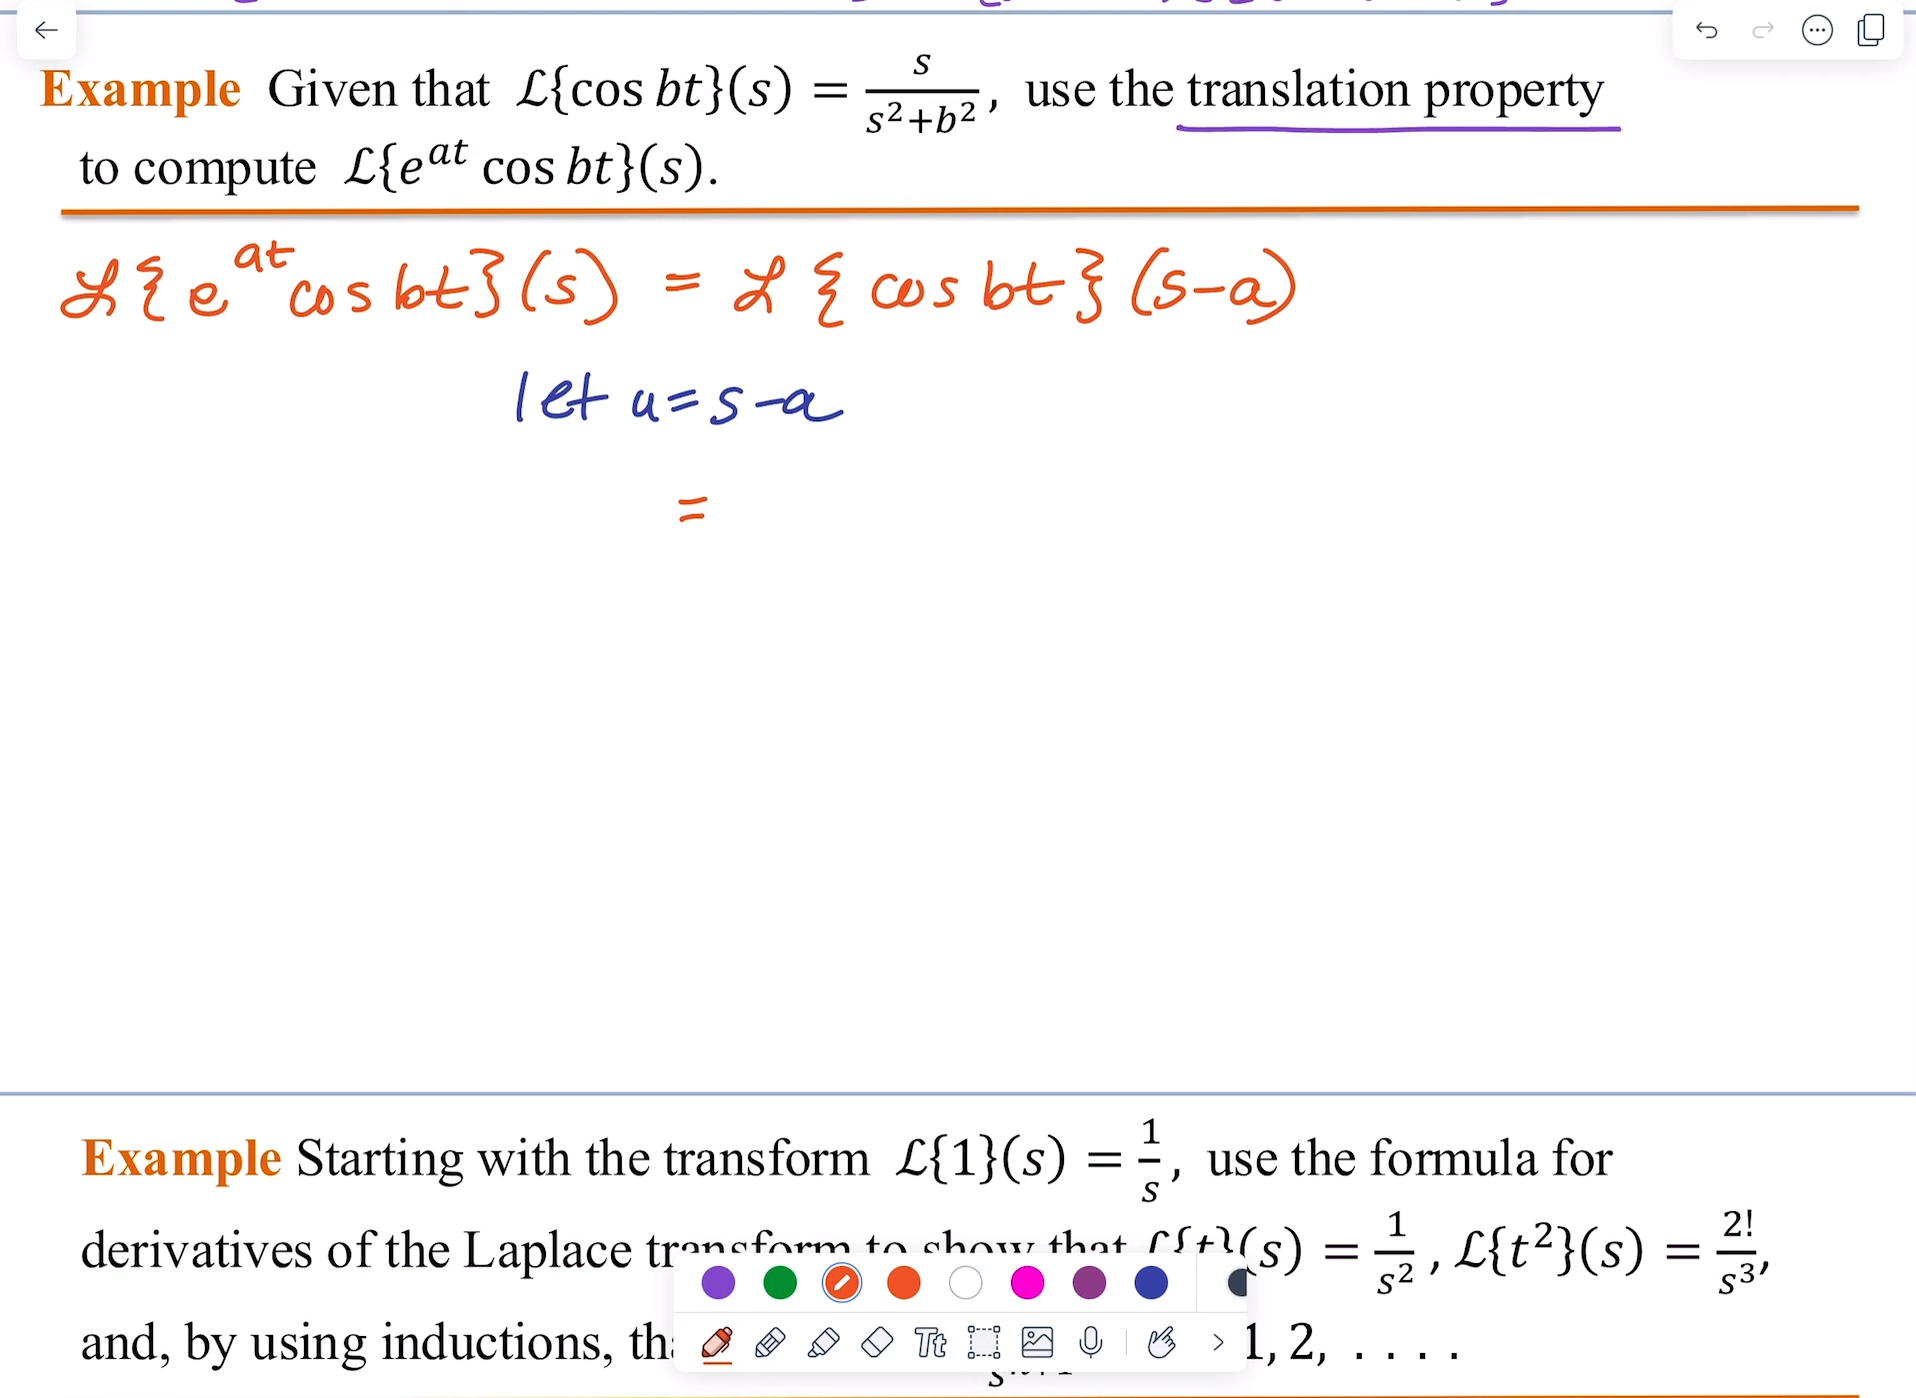 Example Given that ℒ{cos bt}(s) = s/(s²+b²), use the translation property
to compute ℒ{e^{at} cos bt}(s).
ℒ{e^{at} cos bt}(s) = ℒ{cos bt}(s-a)
let u=s-a
=
Example Starting with the transform ℒ{1}(s) = 1/s, use the formula for
derivatives of the Laplace transform to show that ℒ{t}(s) = 1/s², ℒ{t²}(s) = 2!/s³,
and, by using inductions, 1, 2, . . . .
Tt